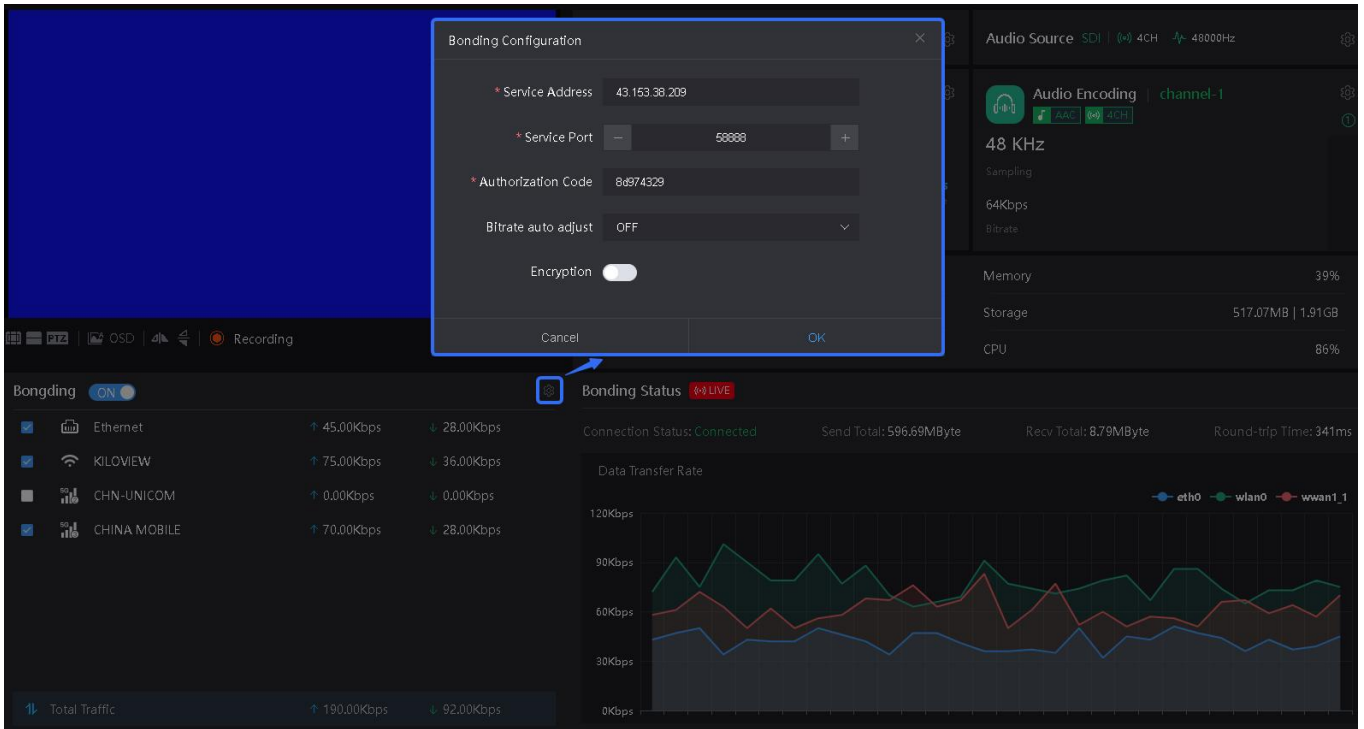 Bonding Configuration
* Service Address 43.153.38.209
* Service Port − 58888 +
* Authorization Code 8d974329
Bitrate auto adjust OFF
Encryption
Cancel OK
Audio Source SDI 4CH 48000Hz
Audio Encoding channel-1
AAC 4CH
1
48 KHz
Sampling
64Kbps
Bitrate
Memory 39%
Storage 517.07MB | 1.91GB
CPU 86%
PTZ OSD Recording
Bongding ON
Ethernet ↑ 45.00Kbps ↓ 28.00Kbps
KILOVIEW ↑ 75.00Kbps ↓ 36.00Kbps
5G CHN-UNICOM ↑ 0.00Kbps ↓ 0.00Kbps
5G CHINA MOBILE ↑ 70.00Kbps ↓ 28.00Kbps
Total Traffic ↑ 190.00Kbps ↓ 92.00Kbps
Bonding Status LIVE
Connection Status: Connected Send Total: 596.69MByte Recv Total: 8.79MByte Round-trip Time: 341ms
Data Transfer Rate
eth0 wlan0 wwan1_1
120Kbps
90Kbps
60Kbps
30Kbps
0Kbps